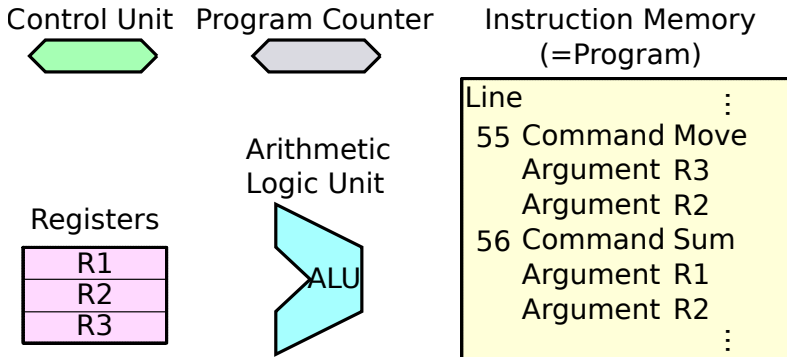 Control Unit
Program Counter
Instruction Memory
(=Program)
Line ⋮
55 Command Move
Argument R3
Argument R2
56 Command Sum
Argument R1
Argument R2
⋮
Arithmetic
Logic Unit
ALU
Registers
R1
R2
R3